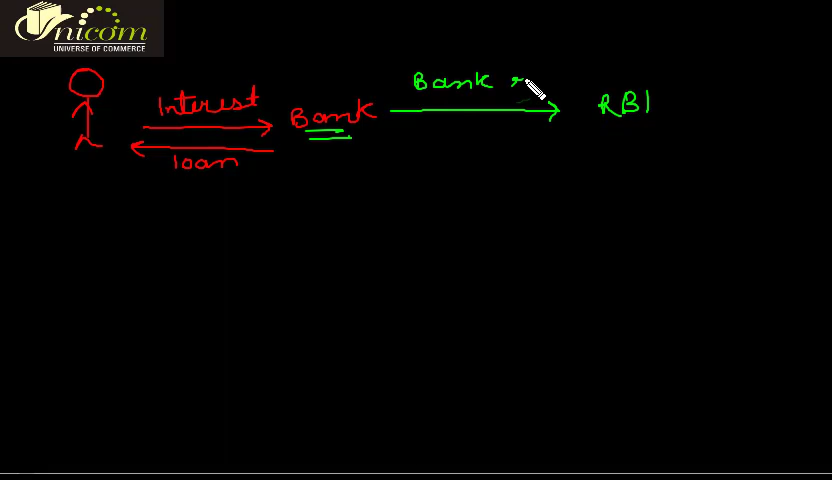 Unicom
UNIVERSE OF COMMERCE
Interest
Bank
loan
Bank
RBI